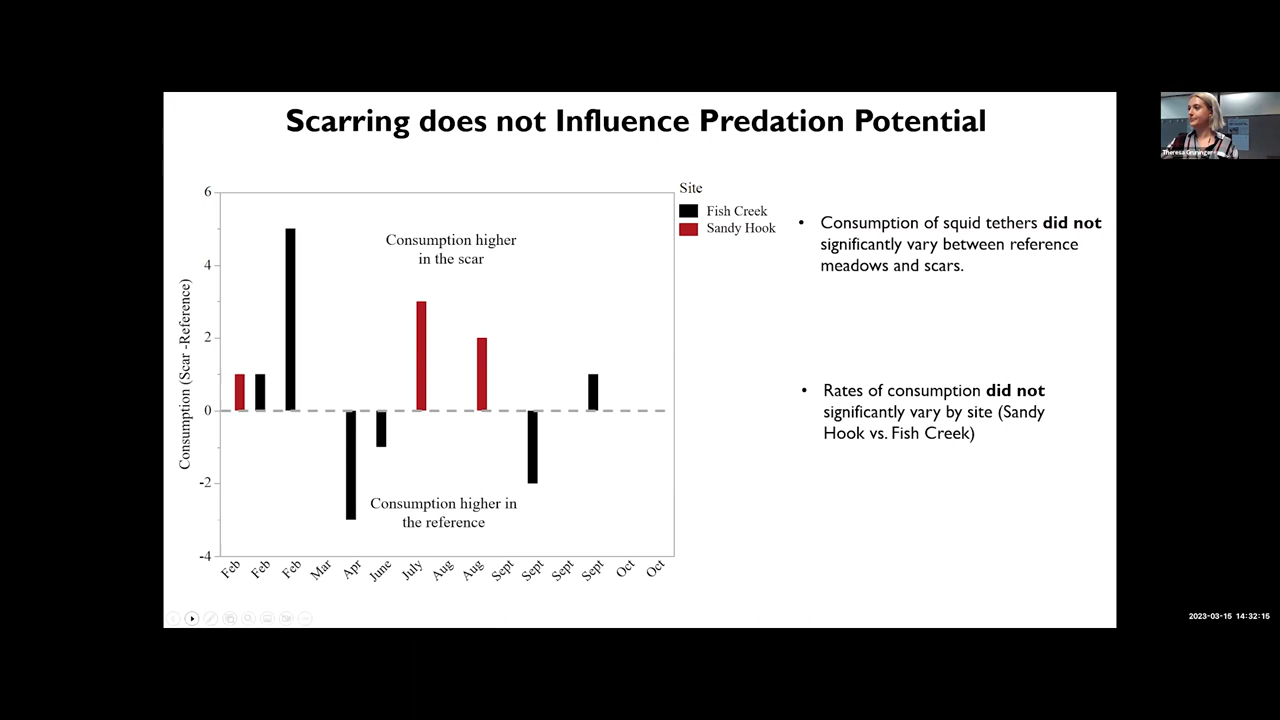 Scarring does not Influence Predation Potential
Theresa Gruninger
Site
Fish Creek
Sandy Hook
6
4
2
0
-2
-4
Consumption (Scar -Reference)
Consumption higher
in the scar
Consumption higher in
the reference
Feb
Feb
Feb
Mar
Apr
June
July
Aug
Aug
Sept
Sept
Sept
Sept
Oct
Oct
• Consumption of squid tethers did not
significantly vary between reference
meadows and scars.
• Rates of consumption did not
significantly vary by site (Sandy
Hook vs. Fish Creek)
2023-03-15 14:32:15